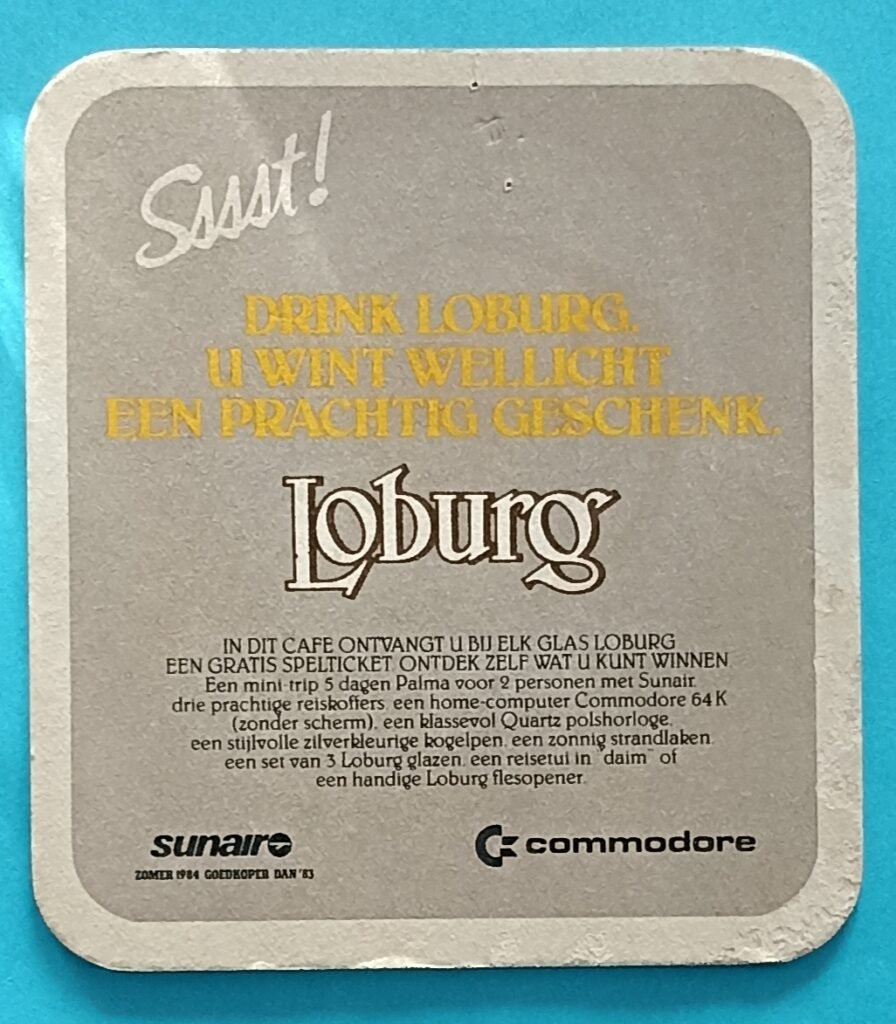 Sssst!
DRINK LOBURG.
U WINT WELLICHT
EEN PRACHTIG GESCHENK.
Loburg
IN DIT CAFE ONTVANGT U BIJ ELK GLAS LOBURG
EEN GRATIS SPELTICKET. ONTDEK ZELF WAT U KUNT WINNEN.
Een mini-trip 5 dagen Palma voor 2 personen met Sunair,
drie prachtige reiskoffers, een home-computer Commodore 64 K
(zonder scherm), een klassevol Quartz polshorloge,
een stijlvolle zilverkleurige kogelpen, een zonnig strandlaken,
een set van 3 Loburg glazen, een reisetui in "daim" of
een handige Loburg flesopener.
sunair
ZOMER 1984 GOEDKOPER DAN '83
commodore